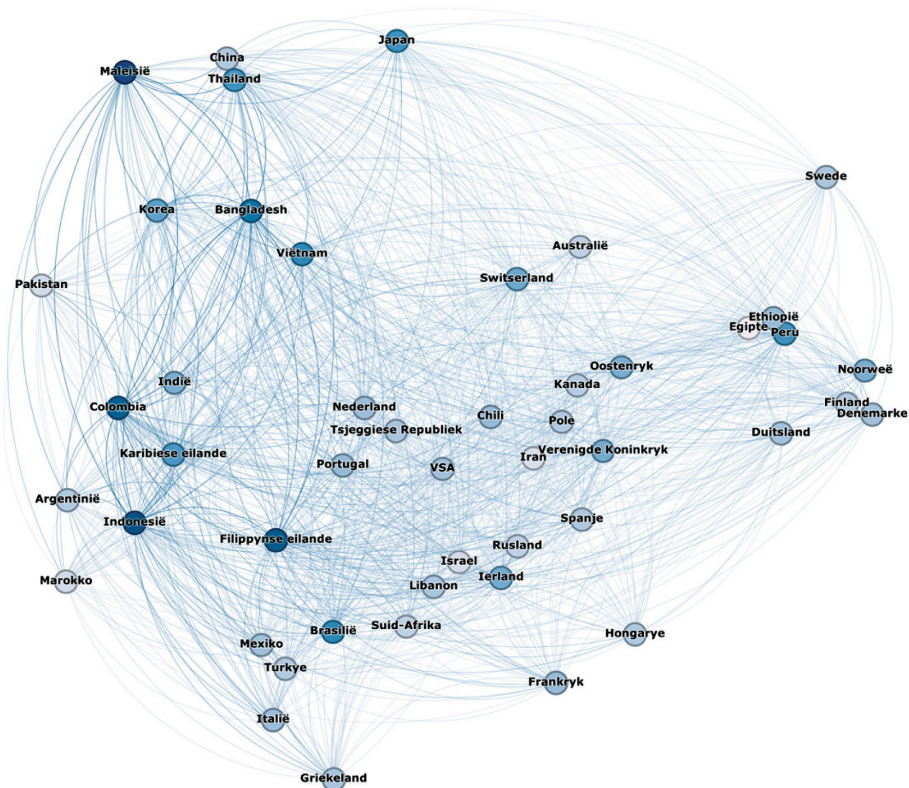 Japan
China
Maleisië
Thailand
Swede
Korea
Bangladesh
Australië
Viëtnam
Switserland
Pakistan
Ethiopië
Egipte
Peru
Oostenryk
Noorweë
Indië
Kanada
Colombia
Nederland
Finland
Chili
Denemarke
Pole
Tsjeggiese Republiek
Duitsland
Karibiese eilande
Verenigde Koninkryk
Iran
Portugal
VSA
Argentinië
Indonesië
Spanje
Filippynse eilande
Rusland
Israel
Marokko
Libanon
Ierland
Suid-Afrika
Brasilië
Hongarye
Mexiko
Turkye
Frankryk
Italië
Griekeland